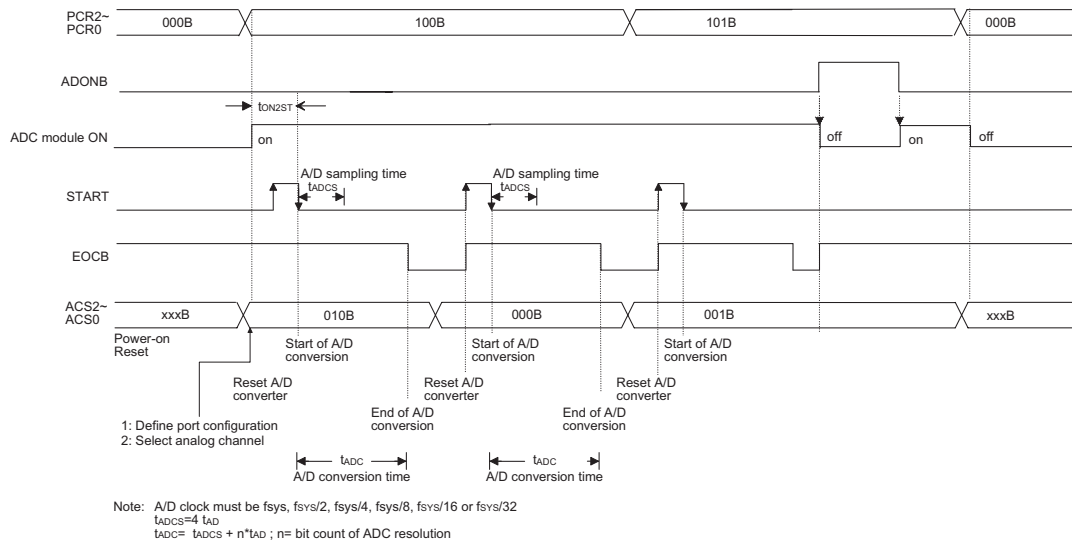 PCR2~
PCR0
000B
100B
101B
000B
ADONB
tON2ST
ADC module ON
on
off
on
off
A/D sampling time
tADCS
A/D sampling time
tADCS
START
EOCB
ACS2~
ACS0
xxxB
010B
000B
001B
xxxB
Power-on
Reset
Start of A/D
conversion
Start of A/D
conversion
Start of A/D
conversion
Reset A/D
converter
Reset A/D
converter
Reset A/D
converter
1: Define port configuration
2: Select analog channel
End of A/D
conversion
End of A/D
conversion
tADC
A/D conversion time
tADC
A/D conversion time
Note: A/D clock must be fsys, fSYS/2, fsys/4, fsys/8, fSYS/16 or fSYS/32
tADCS=4 tAD
tADC= tADCS + n*tAD ; n= bit count of ADC resolution